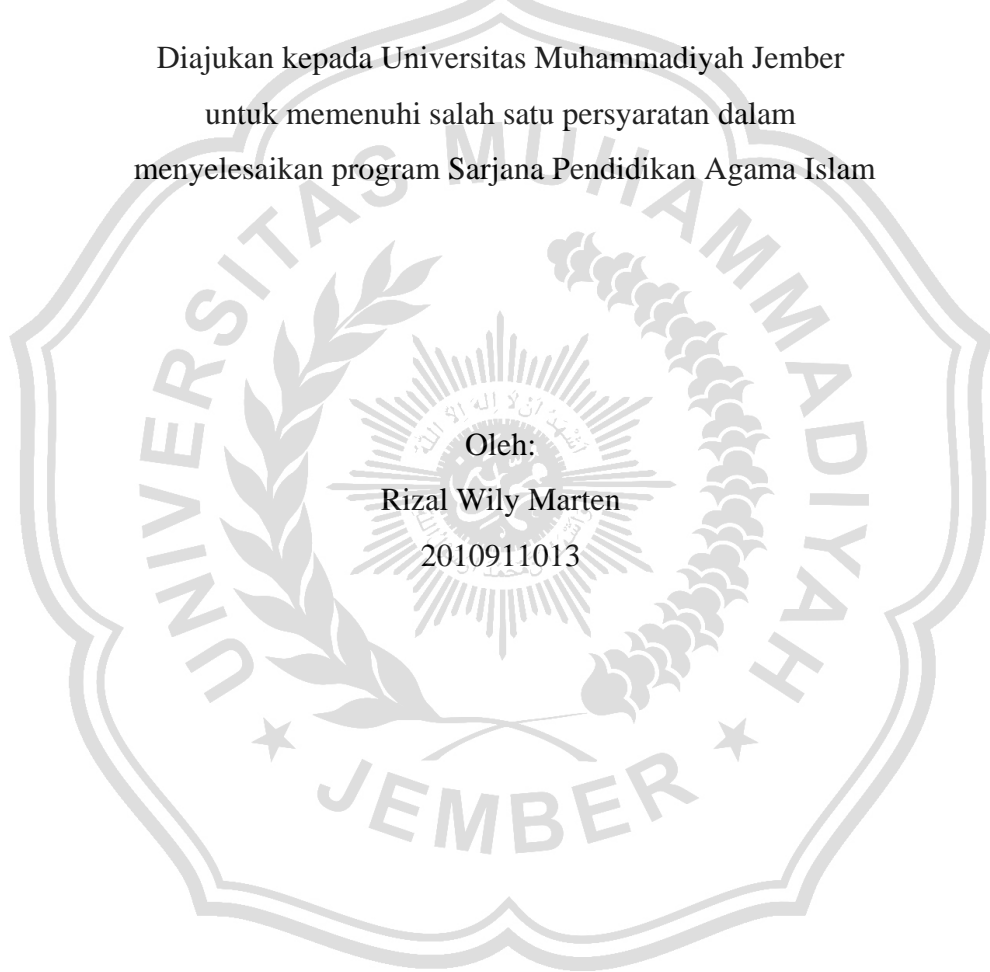 Diajukan kepada Universitas Muhammadiyah Jember
untuk memenuhi salah satu persyaratan dalam
menyelesaikan program Sarjana Pendidikan Agama Islam
UNIVERSITAS MUHAMMADIYAH
Oleh:
Rizal Wily Marten
2010911013
JEMBER